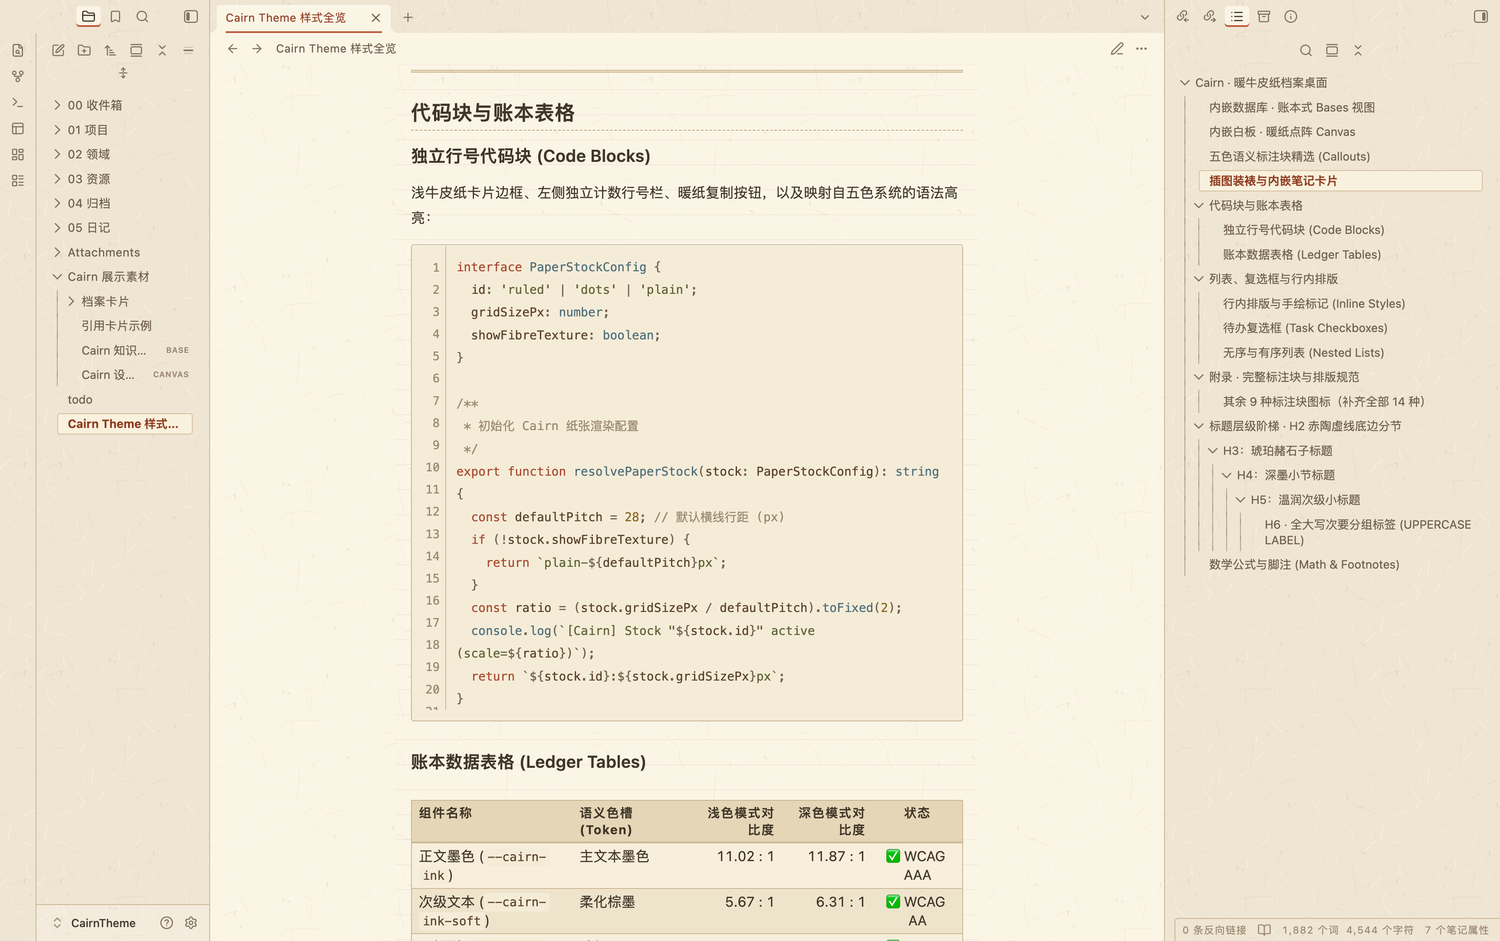 Cairn Theme 样式全览
Cairn Theme 样式全览
00 收件箱
01 项目
02 领域
03 资源
04 归档
05 日记
Attachments
Cairn 展示素材
档案卡片
引用卡片示例
Cairn 知识... BASE
Cairn 设... CANVAS
todo
Cairn Theme 样式...
CairnTheme
代码块与账本表格
独立行号代码块 (Code Blocks)
浅牛皮纸卡片边框、左侧独立计数行号栏、暖纸复制按钮，以及映射自五色系统的语法高
亮：
1 interface PaperStockConfig {
2 id: 'ruled' | 'dots' | 'plain';
3 gridSizePx: number;
4 showFibreTexture: boolean;
5 }
6
7 /**
8 * 初始化 Cairn 纸张渲染配置
9 */
10 export function resolvePaperStock(stock: PaperStockConfig): string
11 {
12 const defaultPitch = 28; // 默认横线行距 (px)
13 if (!stock.showFibreTexture) {
14 return `plain-${defaultPitch}px`;
15 }
16 const ratio = (stock.gridSizePx / defaultPitch).toFixed(2);
17 console.log(`[Cairn] Stock "${stock.id}" active
18 (scale=${ratio})`);
19 return `${stock.id}:${stock.gridSizePx}px`;
20 }
账本数据表格 (Ledger Tables)
组件名称 语义色槽 (Token) 浅色模式对比度 深色模式对比度 状态
正文墨色 ( --cairn-ink ) 主文本墨色 11.02 : 1 11.87 : 1 ✅ WCAG AAA
次级文本 ( --cairn-ink-soft ) 柔化棕墨 5.67 : 1 6.31 : 1 ✅ WCAG AA
Cairn · 暖牛皮纸档案桌面
内嵌数据库 · 账本式 Bases 视图
内嵌白板 · 暖纸点阵 Canvas
五色语义标注块精选 (Callouts)
插图装裱与内嵌笔记卡片
代码块与账本表格
独立行号代码块 (Code Blocks)
账本数据表格 (Ledger Tables)
列表、复选框与行内排版
行内排版与手绘标记 (Inline Styles)
待办复选框 (Task Checkboxes)
无序与有序列表 (Nested Lists)
附录 · 完整标注块与排版规范
其余 9 种标注块图标（补齐全部 14 种）
标题层级阶梯 · H2 赤陶虚线底边分节
H3：琥珀赭石子标题
H4：深墨小节标题
H5：温润次级小标题
H6 · 全大写次要分组标签 (UPPERCASE
LABEL)
数学公式与脚注 (Math & Footnotes)
0 条反向链接 1,882 个词 4,544 个字符 7 个笔记属性